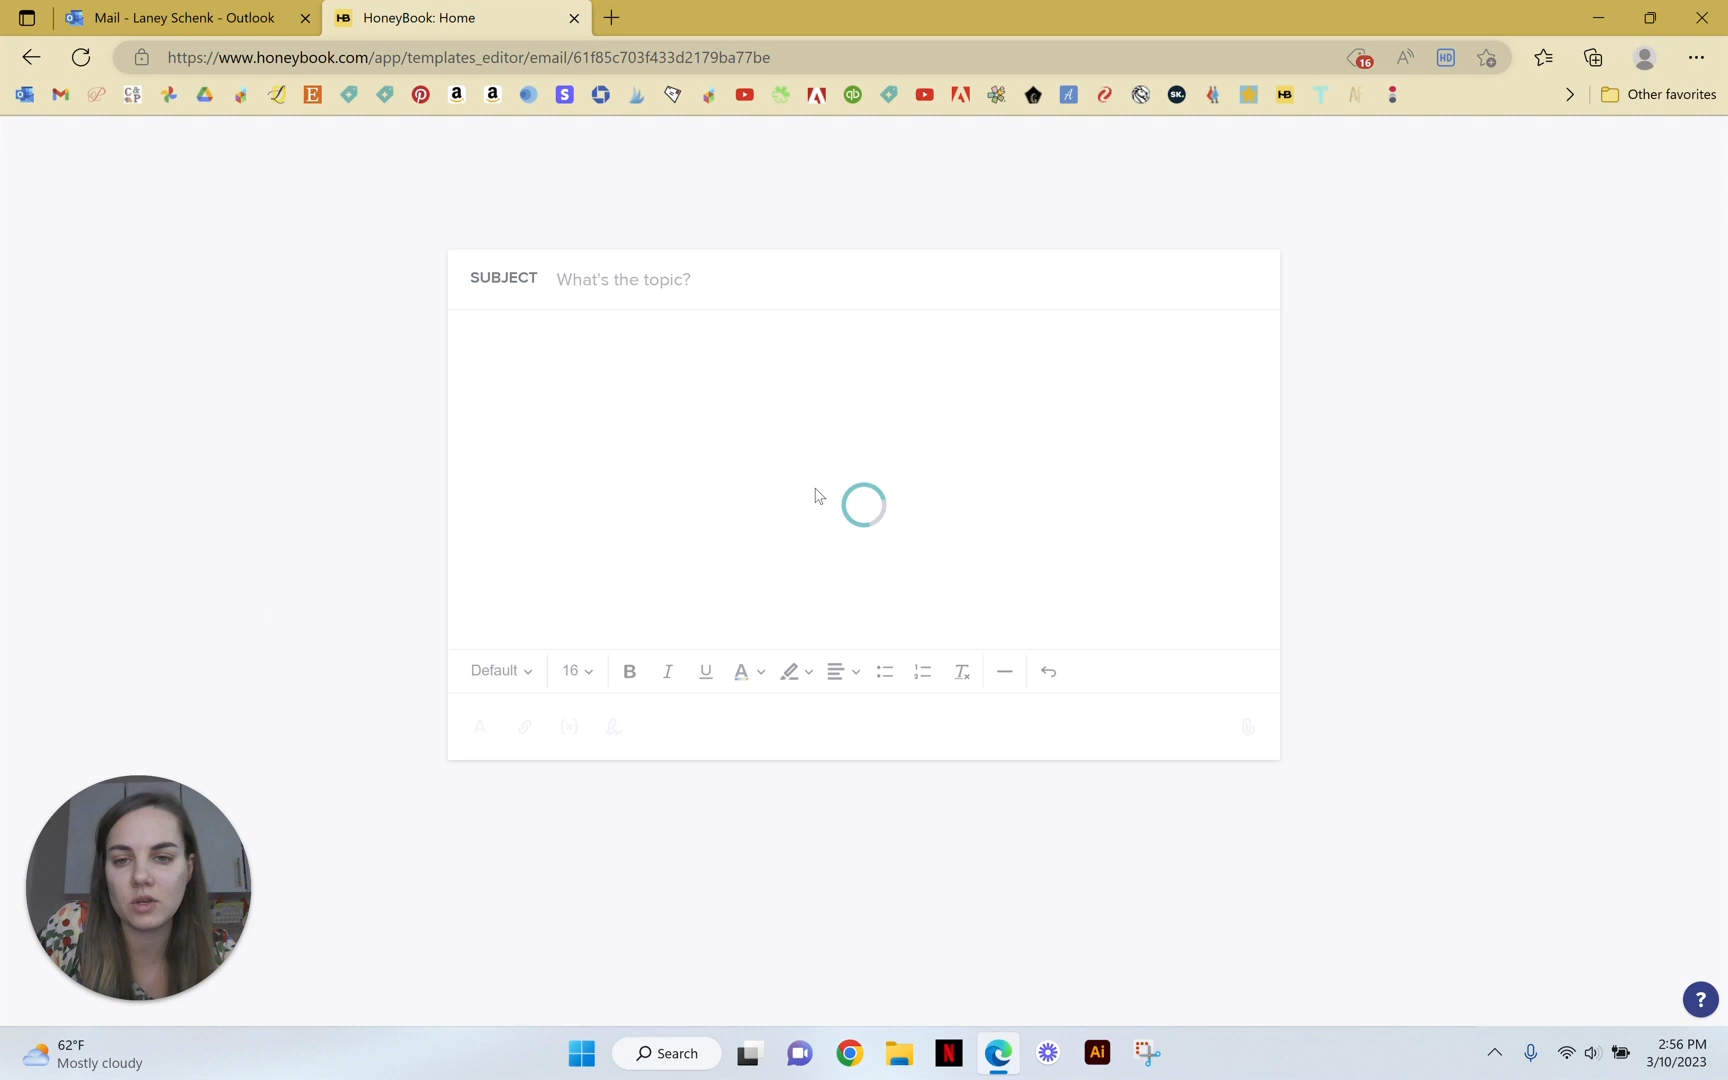 Mail - Laney Schenk - Outlook
HoneyBook: Home
https://www.honeybook.com/app/templates_editor/email/61f85c703f433d2179ba77be
16
HD
Other favorites
SUBJECT What's the topic?
Default 16 B I U A
A
62°F
Mostly cloudy
Search
?
2:56 PM
3/10/2023